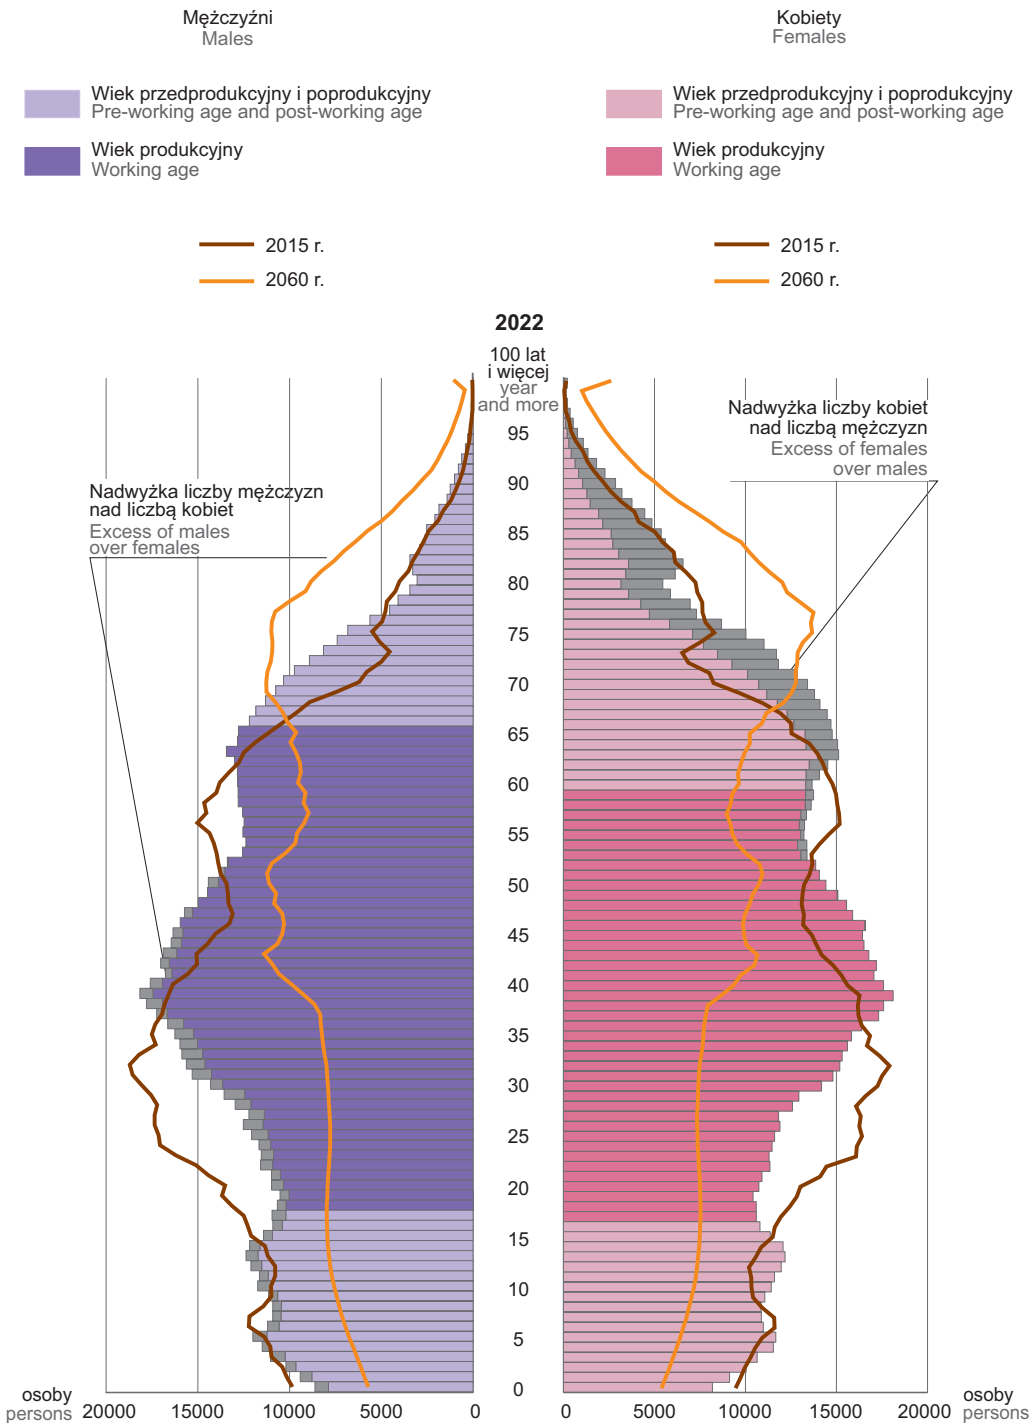 Mężczyźni
Males
Kobiety
Females
Wiek przedprodukcyjny i poprodukcyjny
Pre-working age and post-working age
Wiek produkcyjny
Working age
Wiek przedprodukcyjny i poprodukcyjny
Pre-working age and post-working age
Wiek produkcyjny
Working age
2015 r.
2060 r.
2015 r.
2060 r.
2022
100 lat
i więcej
year
and more
Nadwyżka liczby mężczyzn
nad liczbą kobiet
Excess of males
over females
Nadwyżka liczby kobiet
nad liczbą mężczyzn
Excess of females
over males
95
90
85
80
75
70
65
60
55
50
45
40
35
30
25
20
15
10
5
0
osoby
persons
20000 15000 10000 5000 0
0 5000 10000 15000 20000
osoby
persons